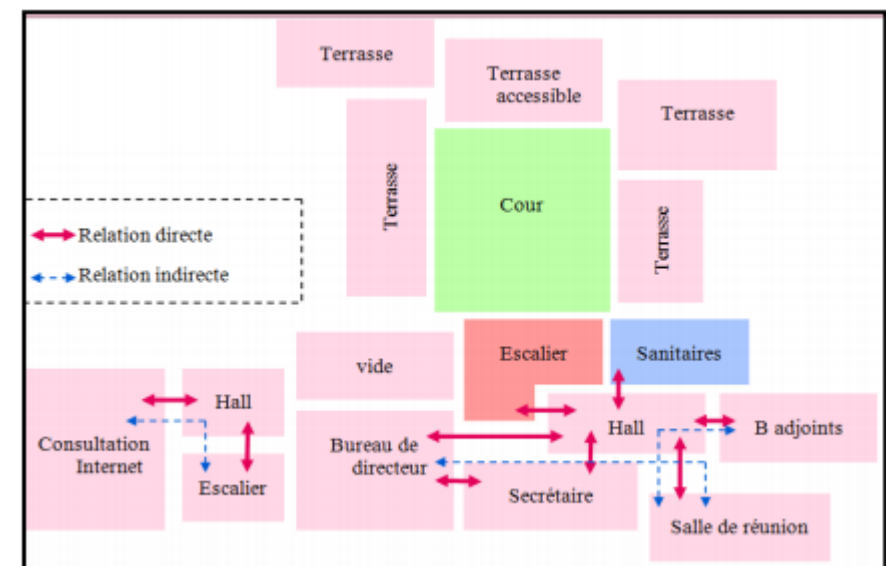 Terrasse
Terrasse
accessible
Terrasse
Terrasse
Cour
Terrasse
Relation directe
Relation indirecte
Escalier
Sanitaires
vide
Hall
Consultation
Internet
Escalier
Bureau de
directeur
Hall
B adjoints
Secrétaire
Salle de réunion